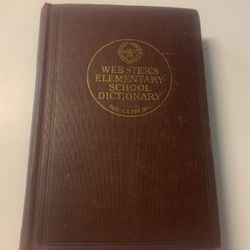 WEBSTER'S
ELEMENTARY-
SCHOOL
DICTIONARY